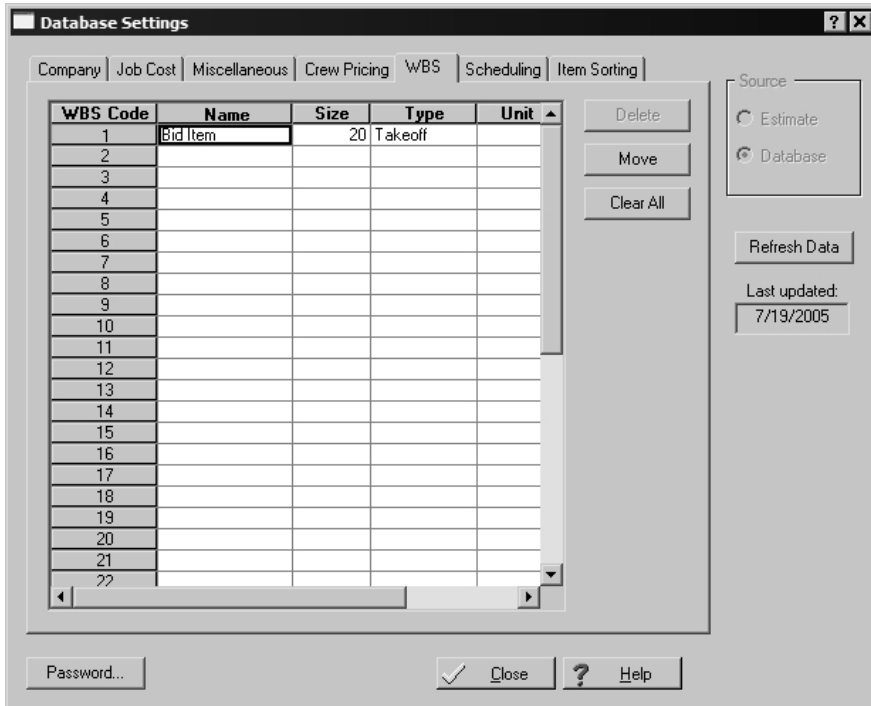 Database Settings
Company Job Cost Miscellaneous Crew Pricing WBS Scheduling Item Sorting
WBS Code Name Size Type Unit
1 Bid Item 20 Takeoff
2
3
4
5
6
7
8
9
10
11
12
13
14
15
16
17
18
19
20
21
22
Delete
Move
Clear All
Source
Estimate
Database
Refresh Data
Last updated:
7/19/2005
Password...
Close
? Help